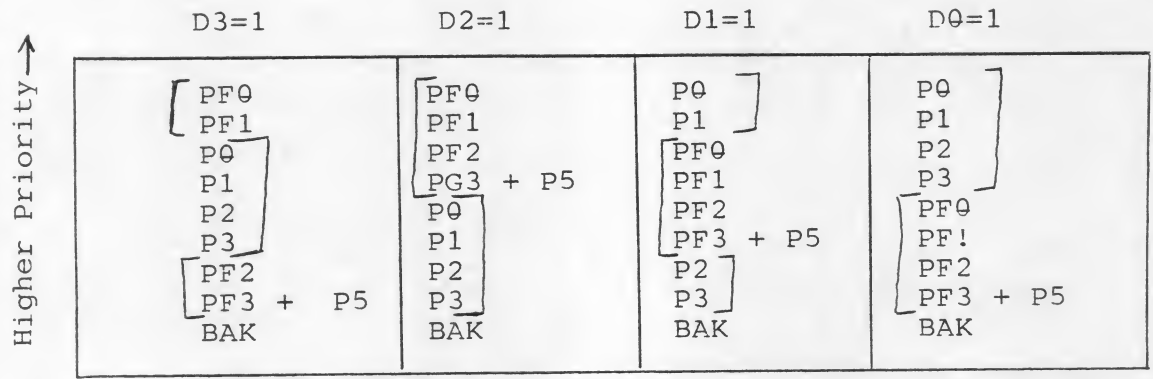 D3=1 D2=1 D1=1 D0=1
Higher Priority→
PF0 PF0 P0 P0
PF1 PF1 P1 P1
P0 PF2 PF0 P2
P1 PG3 + P5 PF1 P3
P2 P0 PF2 PF0
P3 P1 PF3 + P5 PF!
PF2 P2 P2 PF2
PF3 + P5 P3 P3 PF3 + P5
BAK BAK BAK BAK